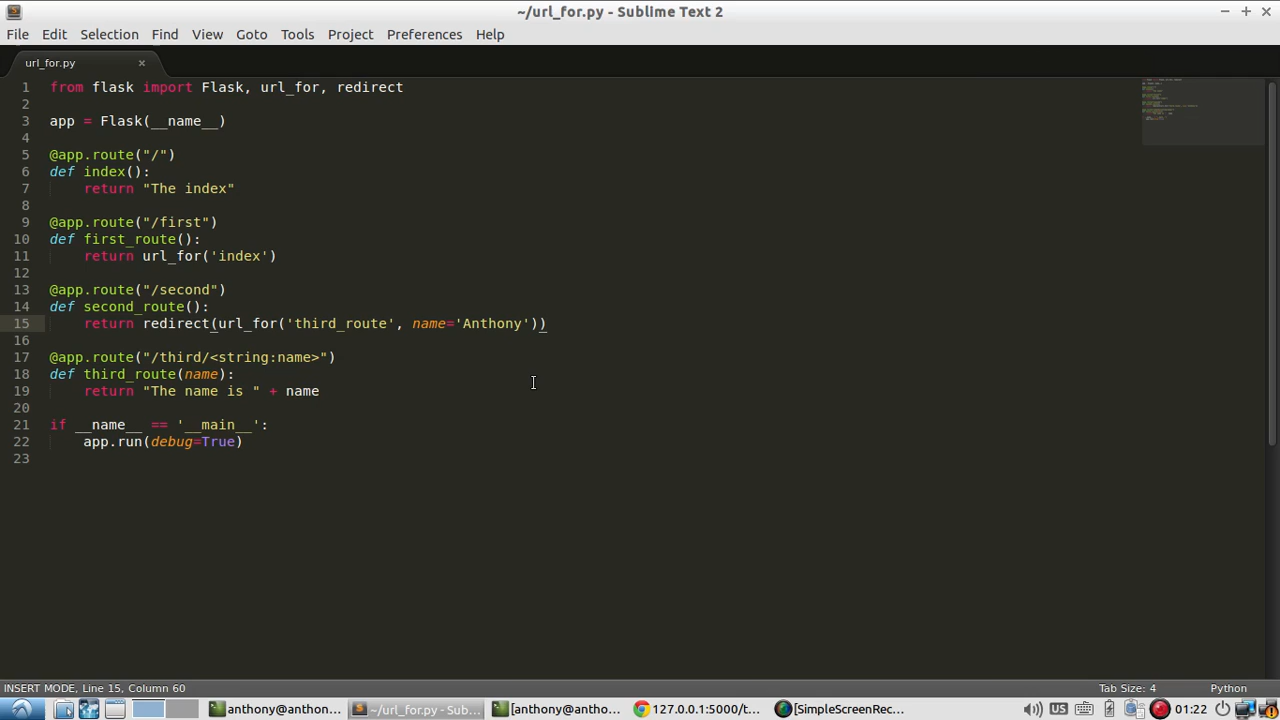 ~/url_for.py - Sublime Text 2
File Edit Selection Find View Goto Tools Project Preferences Help
url_for.py ×
1 from flask import Flask, url_for, redirect
2
3 app = Flask(__name__)
4
5 @app.route("/")
6 def index():
7     return "The index"
8
9 @app.route("/first")
10 def first_route():
11     return url_for('index')
12
13 @app.route("/second")
14 def second_route():
15     return redirect(url_for('third_route', name='Anthony'))
16
17 @app.route("/third/<string:name>")
18 def third_route(name):
19     return "The name is " + name
20
21 if __name__ == '__main__':
22     app.run(debug=True)
23
INSERT MODE, Line 15, Column 60 Tab Size: 4 Python
anthony@anthon... ~/url_for.py - Sub... [anthony@antho... 127.0.0.1:5000/t... [SimpleScreenRec... US 01:22